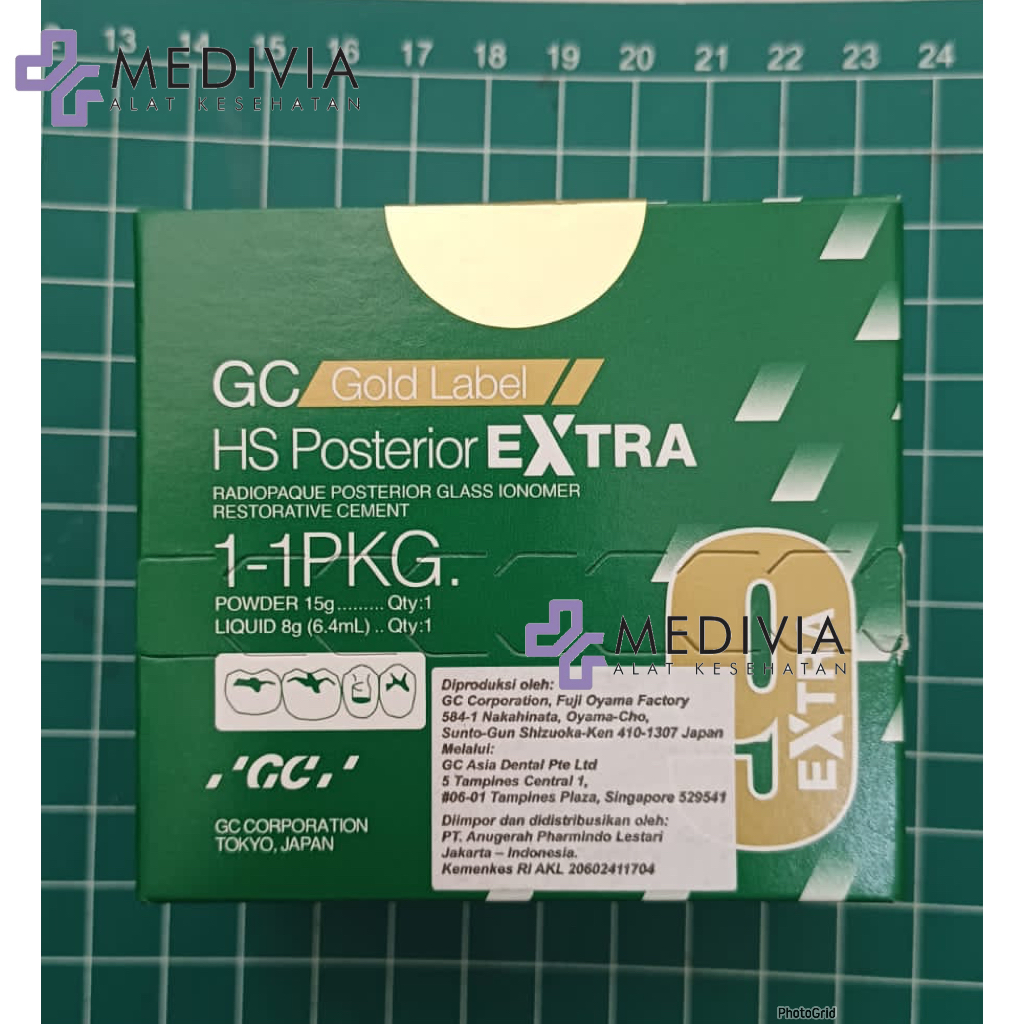 13 14 15 16 17 18 19 20 21 22 23 24
MEDIVIA
ALAT KESEHATAN
GC Gold Label
HS Posterior EXTRA
RADIOPAQUE POSTERIOR GLASS IONOMER
RESTORATIVE CEMENT
1-1PKG.
POWDER 15g......... Qty:1
LIQUID 8g (6.4mL) .. Qty:1
9
EXTRA
MEDIVIA
ALAT KESEHATAN
Diproduksi oleh:
GC Corporation, Fuji Oyama Factory
584-1 Nakahinata, Oyama-Cho,
Sunto-Gun Shizuoka-Ken 410-1307 Japan
Melalui:
GC Asia Dental Pte Ltd
5 Tampines Central 1,
#06-01 Tampines Plaza, Singapore 529541
Diimpor dan didistribusikan oleh:
PT. Anugerah Pharmindo Lestari
Jakarta – Indonesia.
Kemenkes RI AKL 20602411704
GC
GC CORPORATION
TOKYO, JAPAN
PhotoGrid